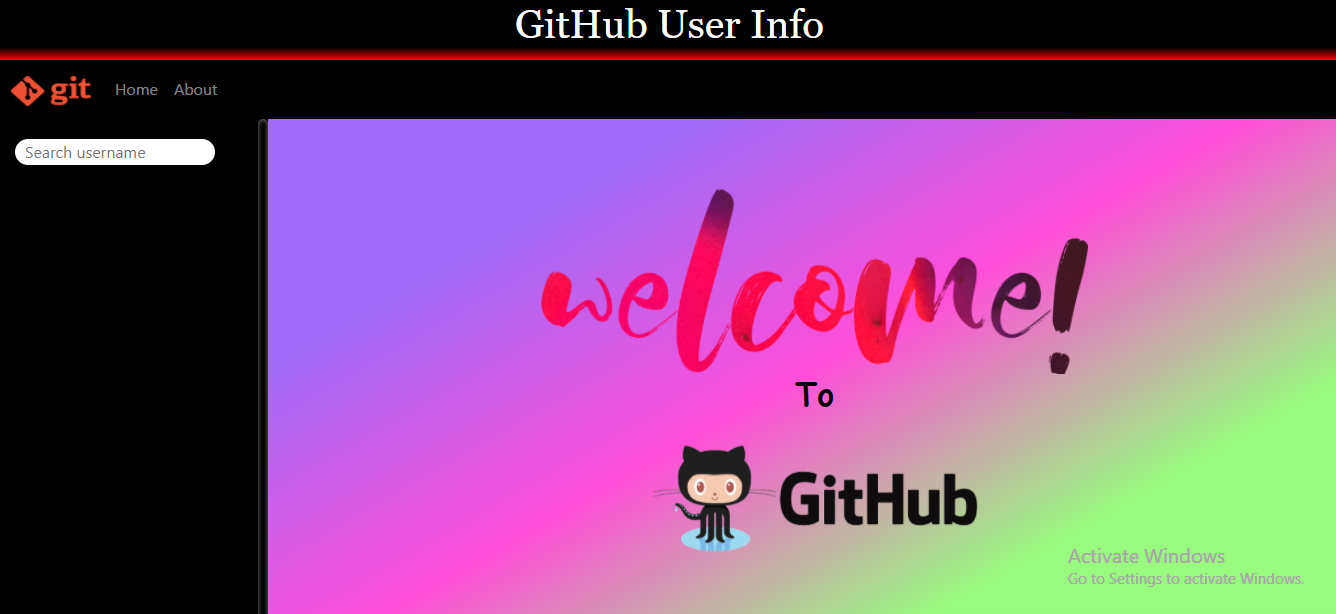 GitHub User Info
git Home About
Search username
welcome!
To
GitHub
Activate Windows
Go to Settings to activate Windows.